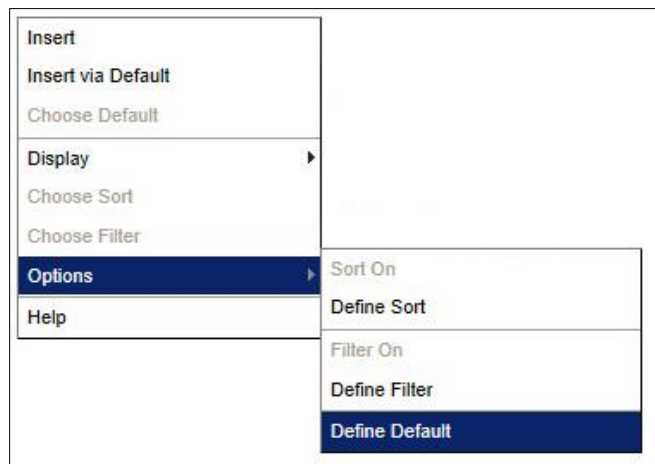 Insert
Insert via Default
Choose Default
Display
Choose Sort
Choose Filter
Options
Help
Sort On
Define Sort
Filter On
Define Filter
Define Default